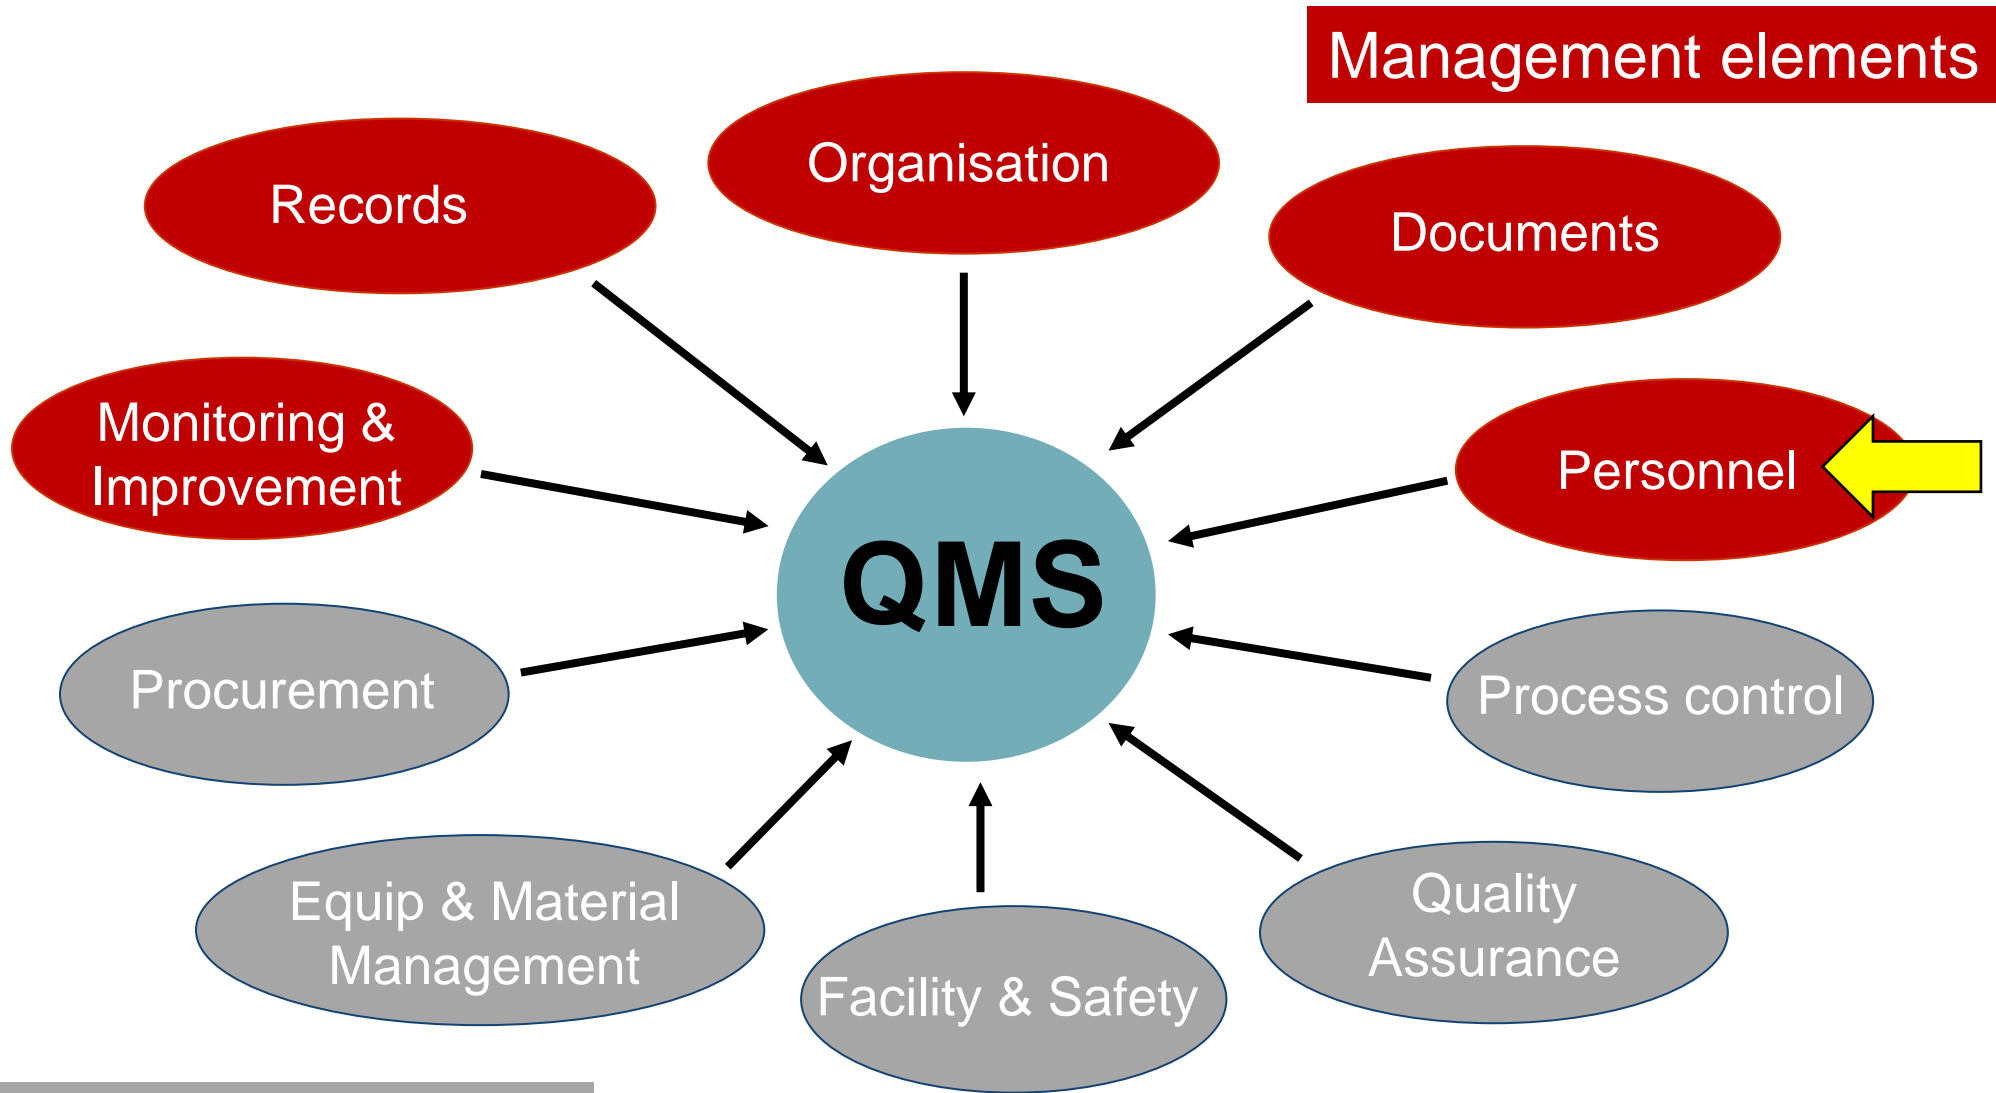 Management elements
Organisation
Records
Documents
Monitoring &
Improvement
Personnel
QMS
Procurement
Process control
Equip & Material
Management
Quality
Assurance
Facility & Safety